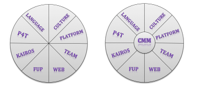 LANGUAGE
CULTURE
PLATFORM
TEAM
WEB
PUP
KAIROS
P4T
LANGUAGE
CULTURE
PLATFORM
TEAM
WEB
PUP
KAIROS
P4T
CMM